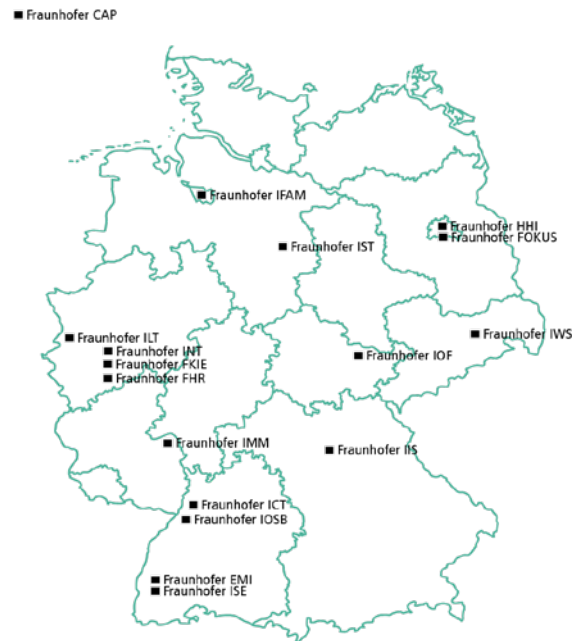 Fraunhofer CAP
Fraunhofer IFAM
Fraunhofer HHI
Fraunhofer FOKUS
Fraunhofer IST
Fraunhofer IWS
Fraunhofer ILT
Fraunhofer INT
Fraunhofer IOF
Fraunhofer FKIE
Fraunhofer FHR
Fraunhofer IMM
Fraunhofer IIS
Fraunhofer ICT
Fraunhofer IOSB
Fraunhofer EMI
Fraunhofer ISE